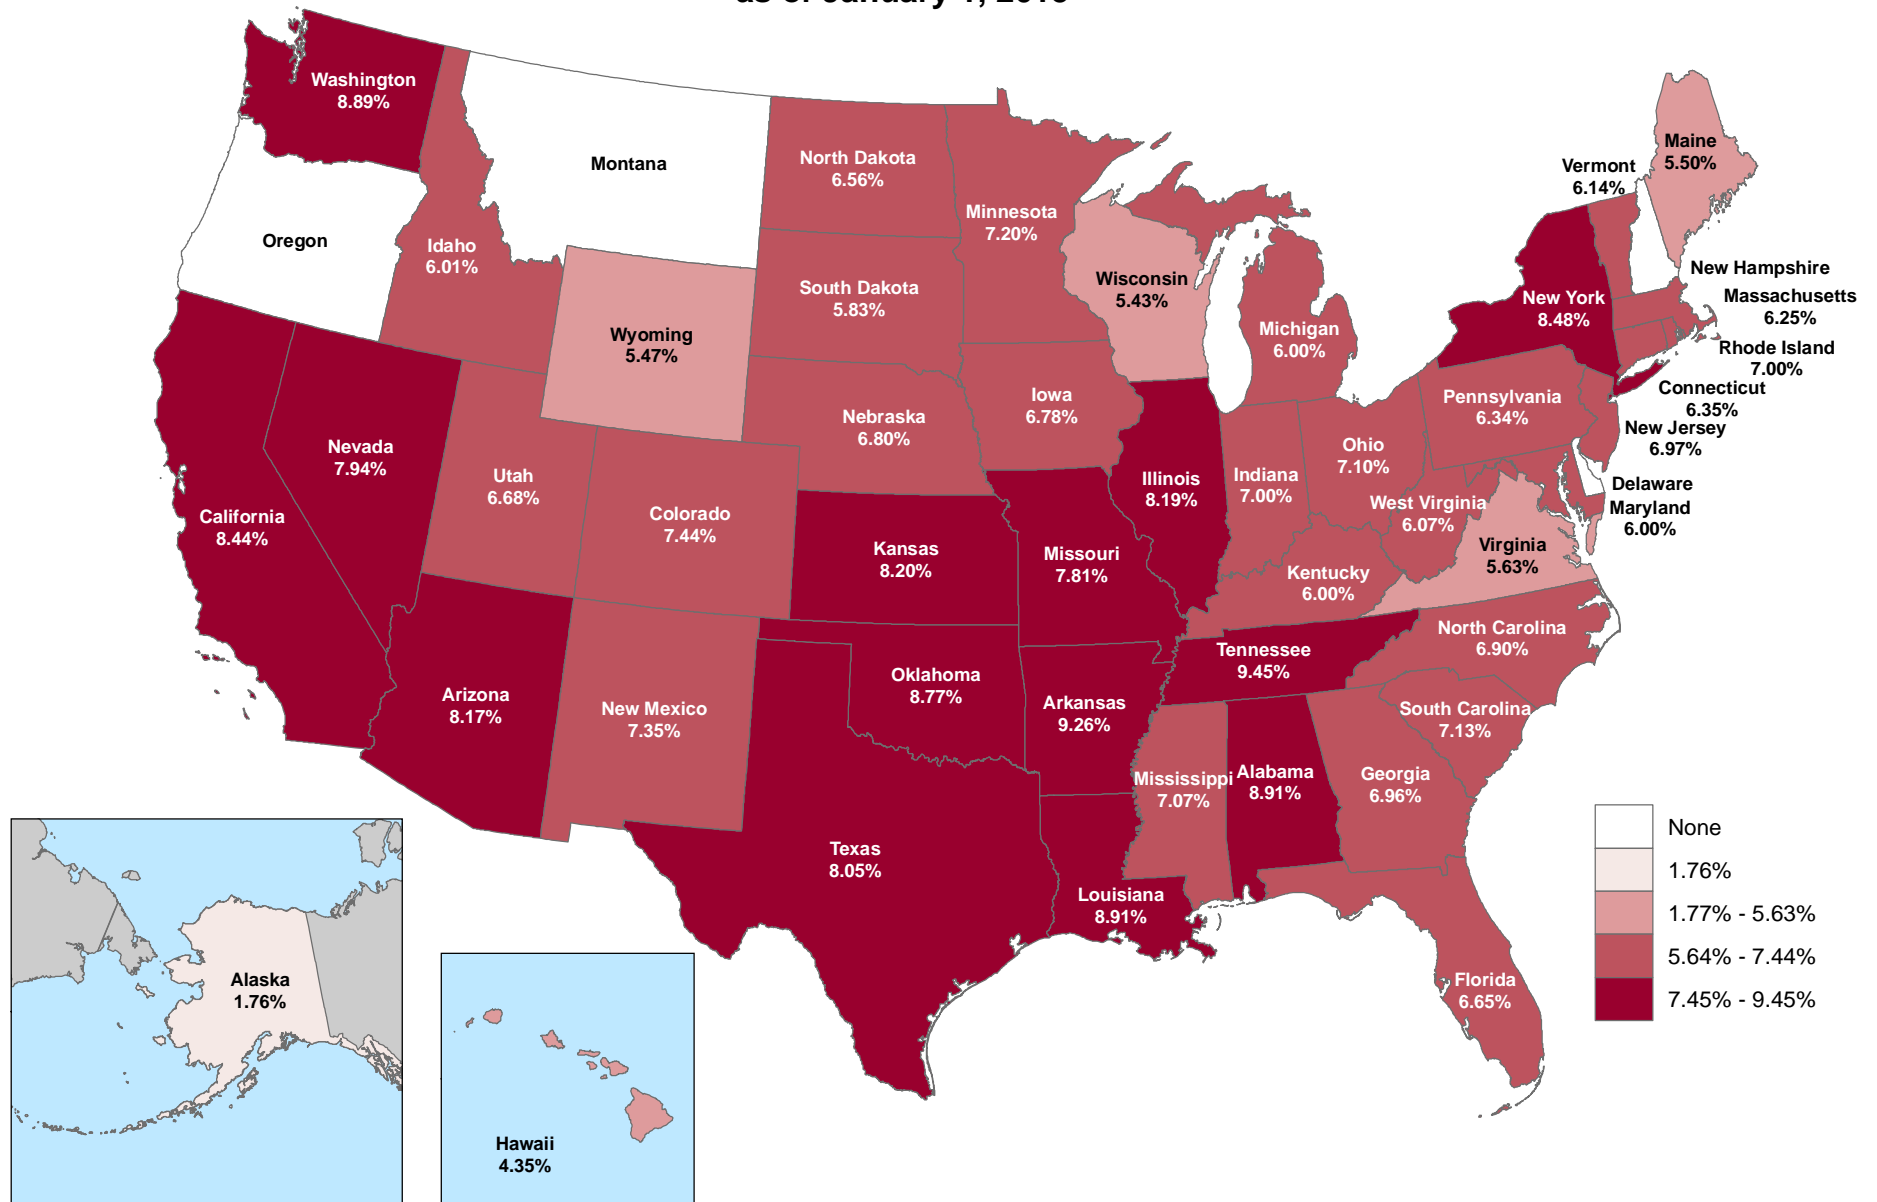 Washington
8.89%
Montana
North Dakota
6.56%
Minnesota
7.20%
Maine
5.50%
Vermont
6.14%
Oregon
Idaho
6.01%
Wyoming
5.47%
South Dakota
5.83%
Wisconsin
5.43%
Michigan
6.00%
New York
8.48%
New Hampshire
Massachusetts
6.25%
Rhode Island
7.00%
Connecticut
6.35%
New Jersey
6.97%
Delaware
Maryland
6.00%
Pennsylvania
6.34%
Nebraska
6.80%
Iowa
6.78%
Nevada
7.94%
Utah
6.68%
Colorado
7.44%
California
8.44%
Kansas
8.20%
Missouri
7.81%
Illinois
8.19%
Indiana
7.00%
Ohio
7.10%
West Virginia
6.07%
Virginia
5.63%
Kentucky
6.00%
North Carolina
6.90%
Tennessee
9.45%
Arizona
8.17%
New Mexico
7.35%
Oklahoma
8.77%
Arkansas
9.26%
South Carolina
7.13%
Mississippi
7.07%
Alabama
8.91%
Georgia
6.96%
Texas
8.05%
Louisiana
8.91%
Florida
6.65%
Alaska
1.76%
Hawaii
4.35%
None
1.76%
1.77% - 5.63%
5.64% - 7.44%
7.45% - 9.45%